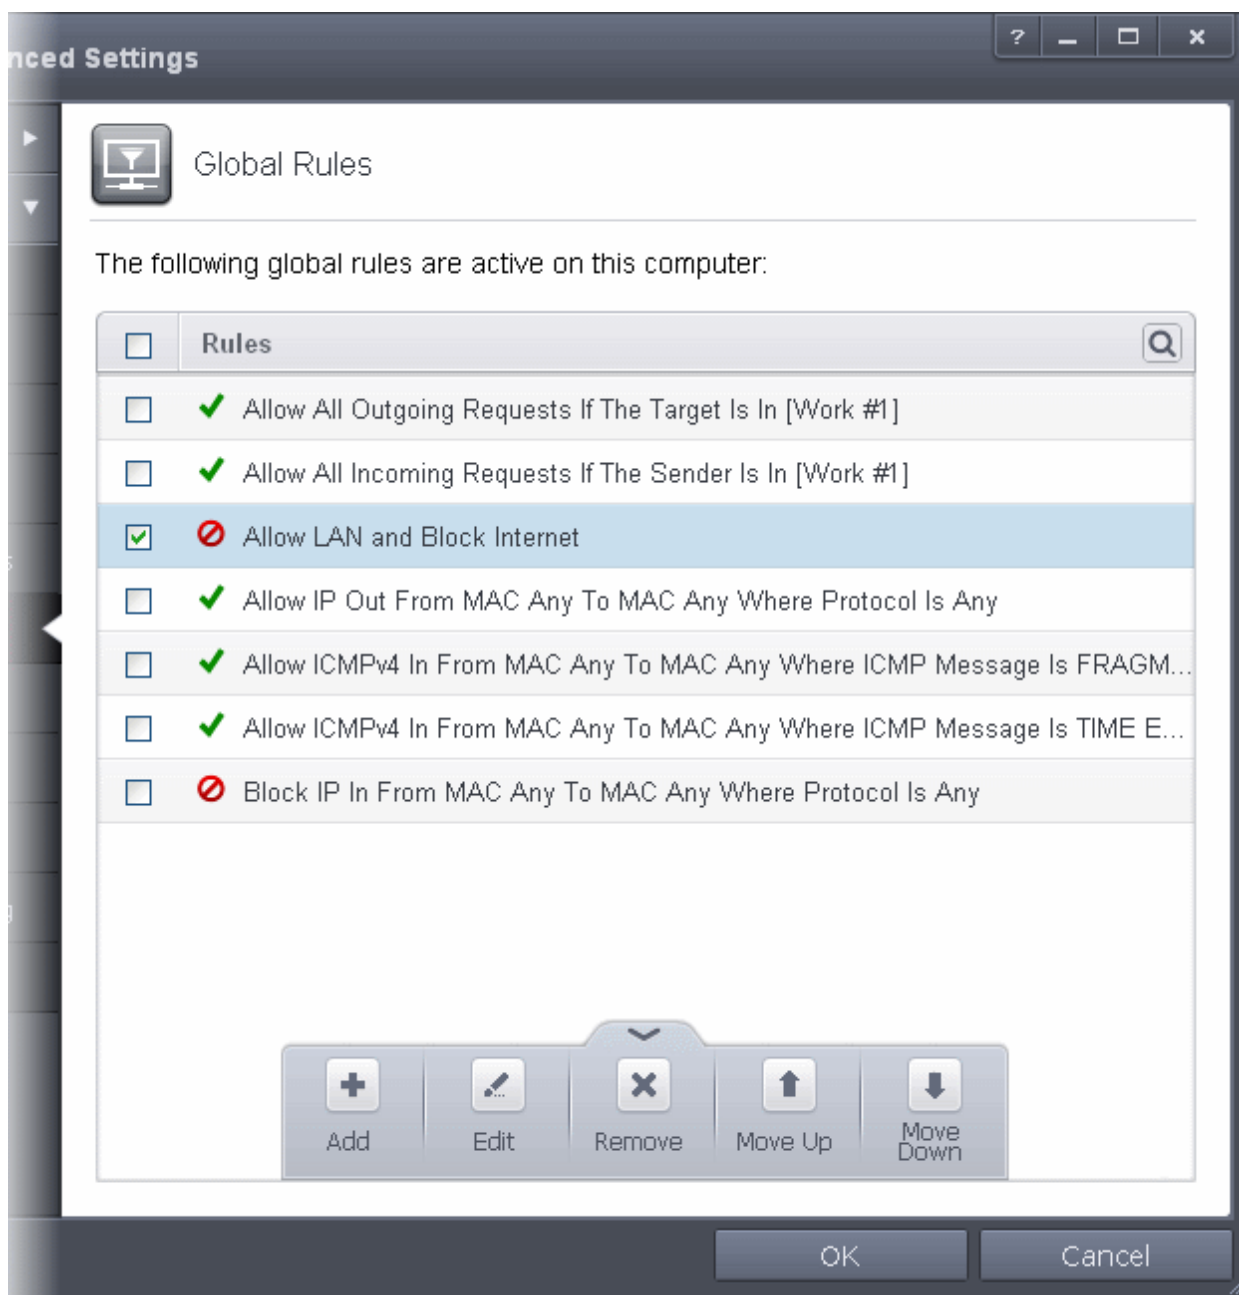 nced Settings
?
Global Rules
The following global rules are active on this computer:
Rules
Allow All Outgoing Requests If The Target Is In [Work #1]
Allow All Incoming Requests If The Sender Is In [Work #1]
Allow LAN and Block Internet
Allow IP Out From MAC Any To MAC Any Where Protocol Is Any
Allow ICMPv4 In From MAC Any To MAC Any Where ICMP Message Is FRAGM...
Allow ICMPv4 In From MAC Any To MAC Any Where ICMP Message Is TIME E...
Block IP In From MAC Any To MAC Any Where Protocol Is Any
Add
Edit
Remove
Move Up
Move
Down
OK
Cancel